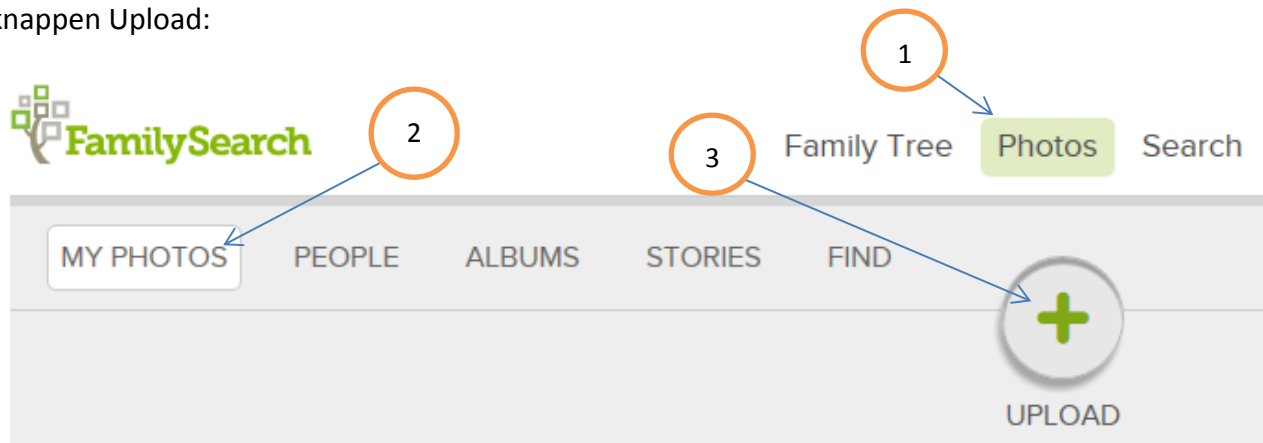 knappen Upload:
1
FamilySearch 2 3 Family Tree Photos Search
MY PHOTOS PEOPLE ALBUMS STORIES FIND
UPLOAD